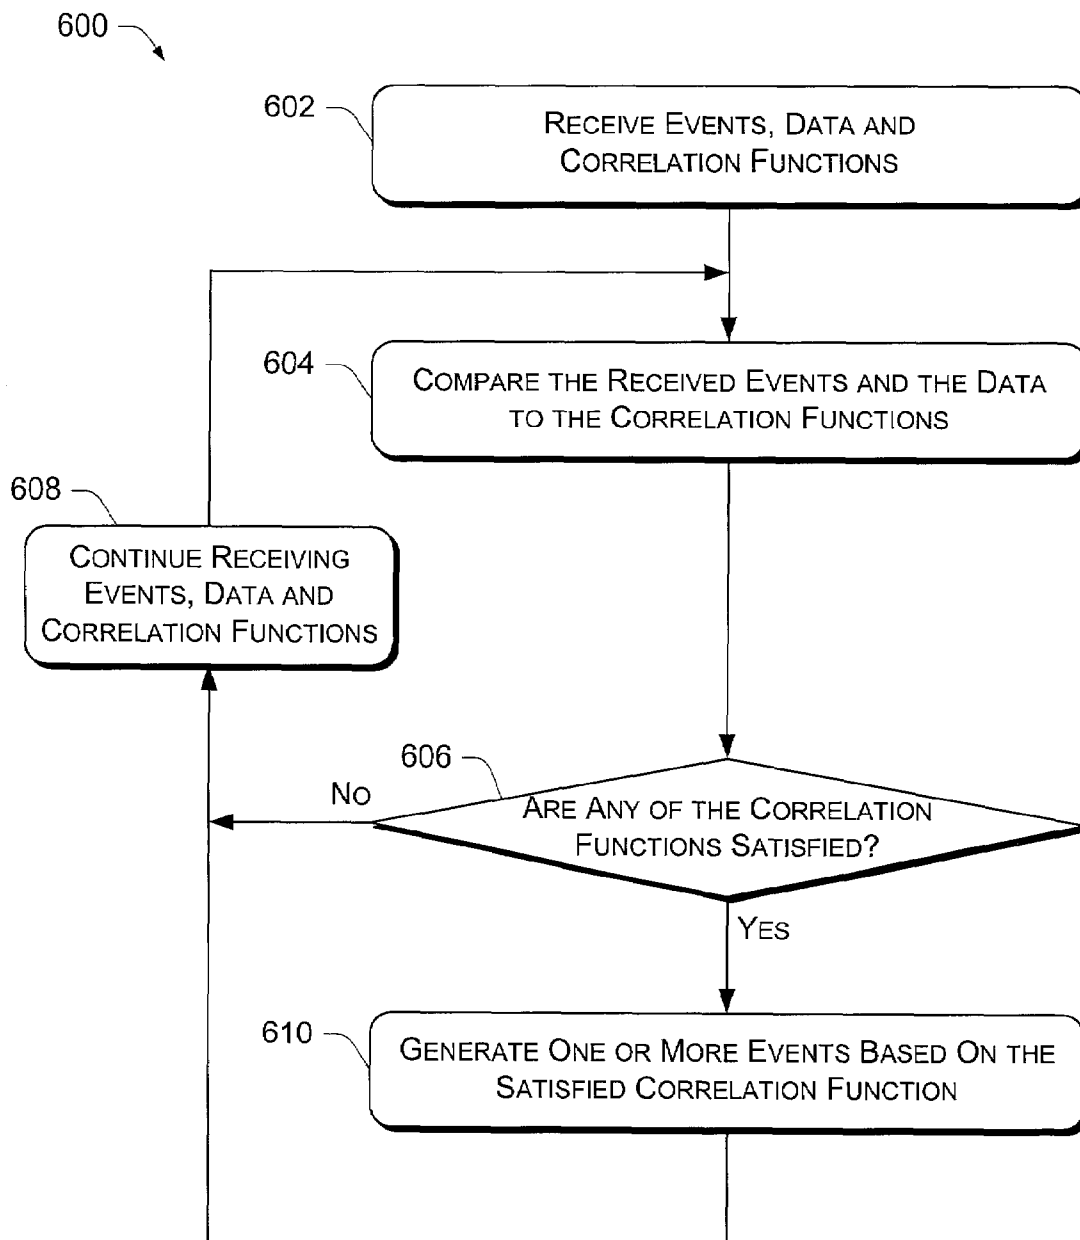 600
602
RECEIVE EVENTS, DATA AND
CORRELATION FUNCTIONS
604
COMPARE THE RECEIVED EVENTS AND THE DATA
TO THE CORRELATION FUNCTIONS
608
CONTINUE RECEIVING
EVENTS, DATA AND
CORRELATION FUNCTIONS
606
NO
ARE ANY OF THE CORRELATION
FUNCTIONS SATISFIED?
YES
610
GENERATE ONE OR MORE EVENTS BASED ON THE
SATISFIED CORRELATION FUNCTION